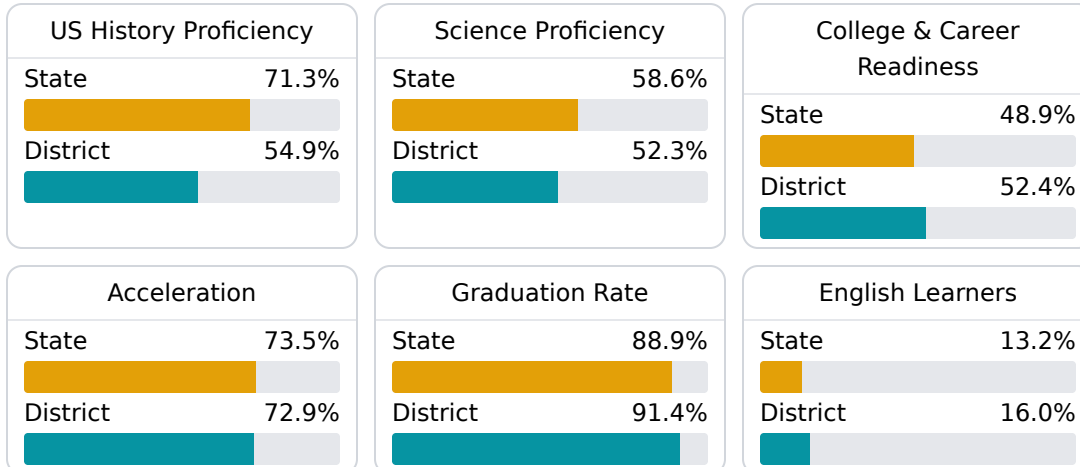 US History Proficiency
State 71.3%
District 54.9%
Science Proficiency
State 58.6%
District 52.3%
College & Career
Readiness
State 48.9%
District 52.4%
Acceleration
State 73.5%
District 72.9%
Graduation Rate
State 88.9%
District 91.4%
English Learners
State 13.2%
District 16.0%